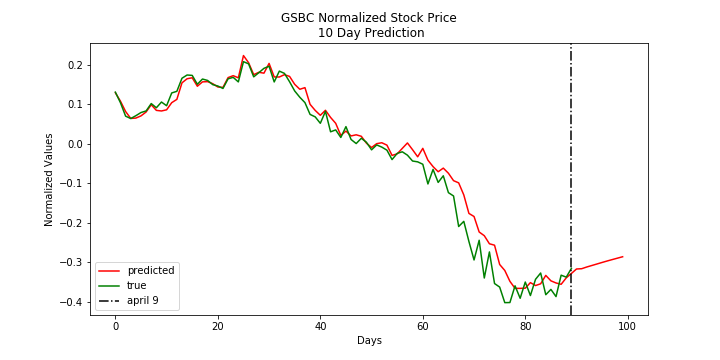 GSBC Normalized Stock Price
10 Day Prediction
Normalized Values
0.2
0.1
0.0
−0.1
−0.2
−0.3
−0.4
predicted
true
april 9
0 20 40 60 80 100
Days